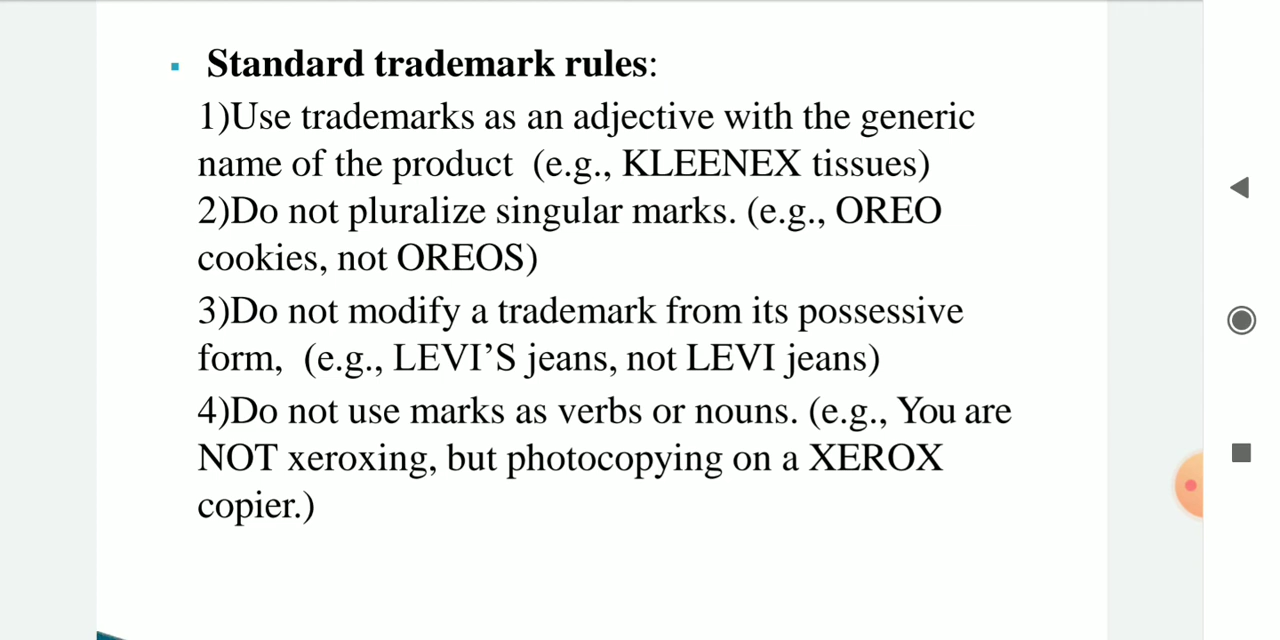 Standard trademark rules:
1)Use trademarks as an adjective with the generic
name of the product (e.g., KLEENEX tissues)
2)Do not pluralize singular marks. (e.g., OREO
cookies, not OREOS)
3)Do not modify a trademark from its possessive
form, (e.g., LEVI’S jeans, not LEVI jeans)
4)Do not use marks as verbs or nouns. (e.g., You are
NOT xeroxing, but photocopying on a XEROX
copier.)